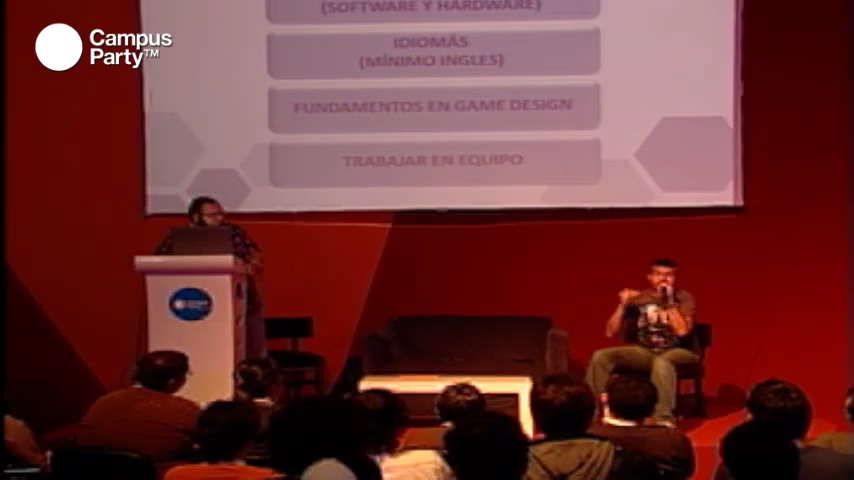 Campus
Party™
(SOFTWARE Y HARDWARE)
IDIOMAS
(MÍNIMO INGLES)
FUNDAMENTOS EN GAME DESIGN
TRABAJAR EN EQUIPO